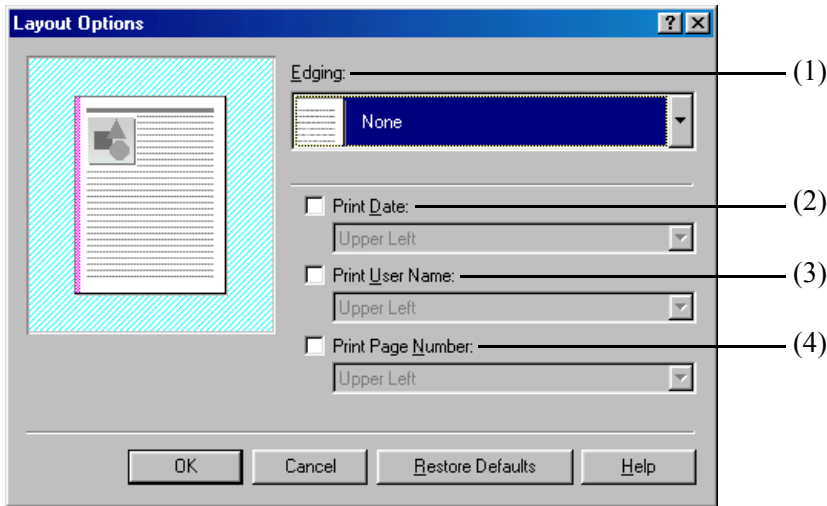 Layout Options
Edging: (1)
None
Print Date: (2)
Upper Left
Print User Name: (3)
Upper Left
Print Page Number: (4)
Upper Left
OK Cancel Restore Defaults Help